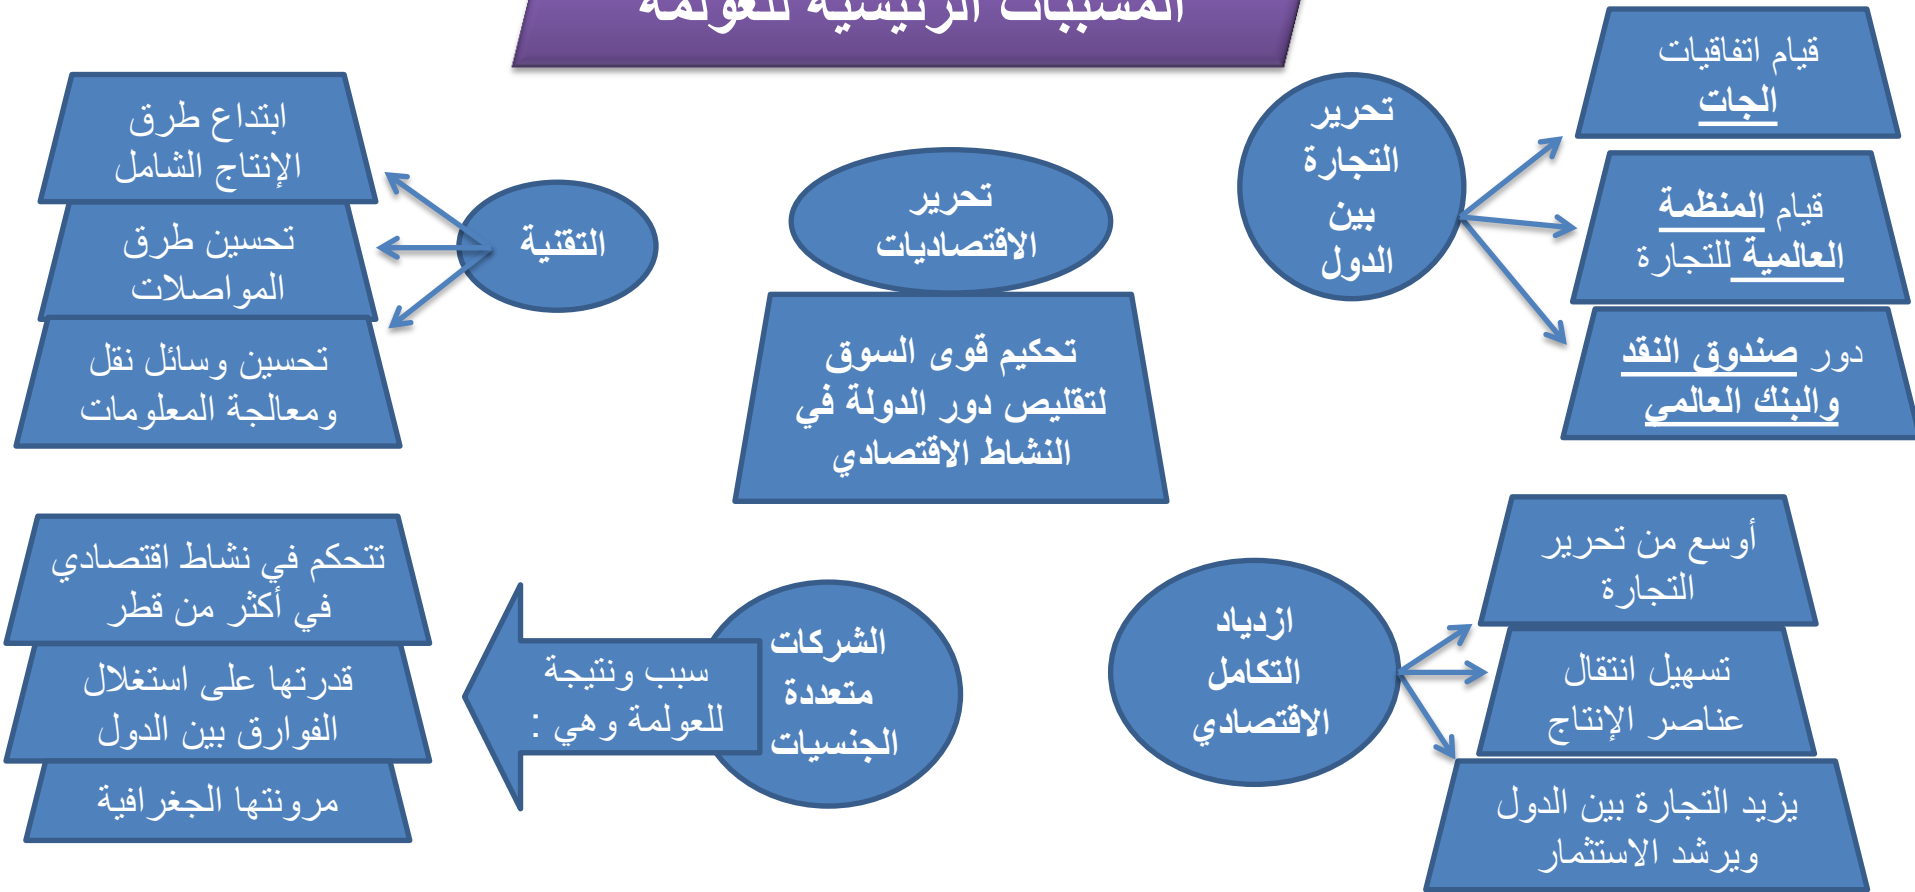 المسببات الرئيسية للعولمة
تحرير
التجارة
بين
الدول
قيام اتفاقيات
الجات
قيام المنظمة
العالمية للتجارة
دور صندوق النقد
والبنك العالمي
تحرير
الاقتصاديات
تحكيم قوى السوق
لتقليص دور الدولة في
النشاط الاقتصادي
التقنية
ابتداع طرق
الإنتاج الشامل
تحسين طرق
المواصلات
تحسين وسائل نقل
ومعالجة المعلومات
ازدياد
التكامل
الاقتصادي
أوسع من تحرير
التجارة
تسهيل انتقال
عناصر الإنتاج
يزيد التجارة بين الدول
ويرشد الاستثمار
الشركات
متعددة
الجنسيات
سبب ونتيجة
للعولمة وهي :
تتحكم في نشاط اقتصادي
في أكثر من قطر
قدرتها على استغلال
الفوارق بين الدول
مرونتها الجغرافية